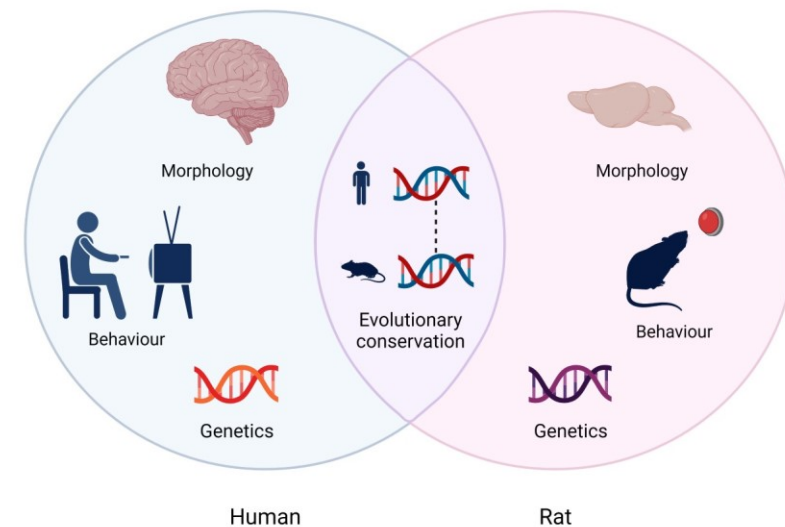 Morphology
Morphology
Behaviour
Evolutionary
conservation
Behaviour
Genetics
Genetics
Human
Rat